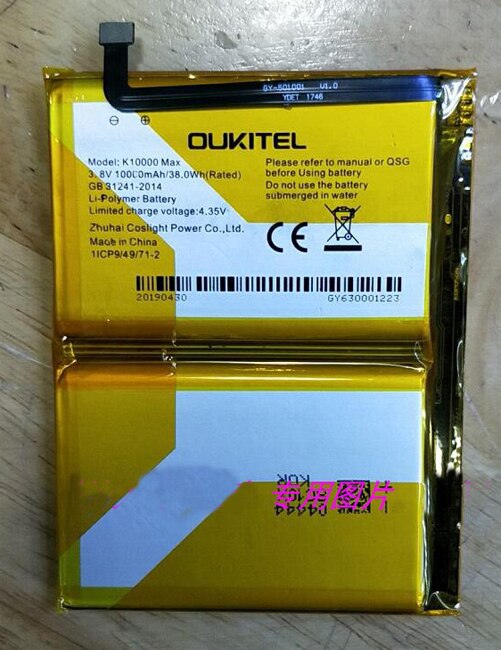 GY-501001 V1.0
YDET 1746
⊖ ⊕
OUKITEL
Model: K10000 Max
3.8V 10000mAh/38.0Wh(Rated)
GB 31241-2014
Li-Polymer Battery
Limited charge voltage:4.35V
Zhuhai Coslight Power Co.,Ltd.
Made in China
1ICP9/49/71-2
Please refer to manual or QSG
before Using battery
Do not use the battery
submerged in water
CE
20190430 GY630001223
KOR
专用图片
04444